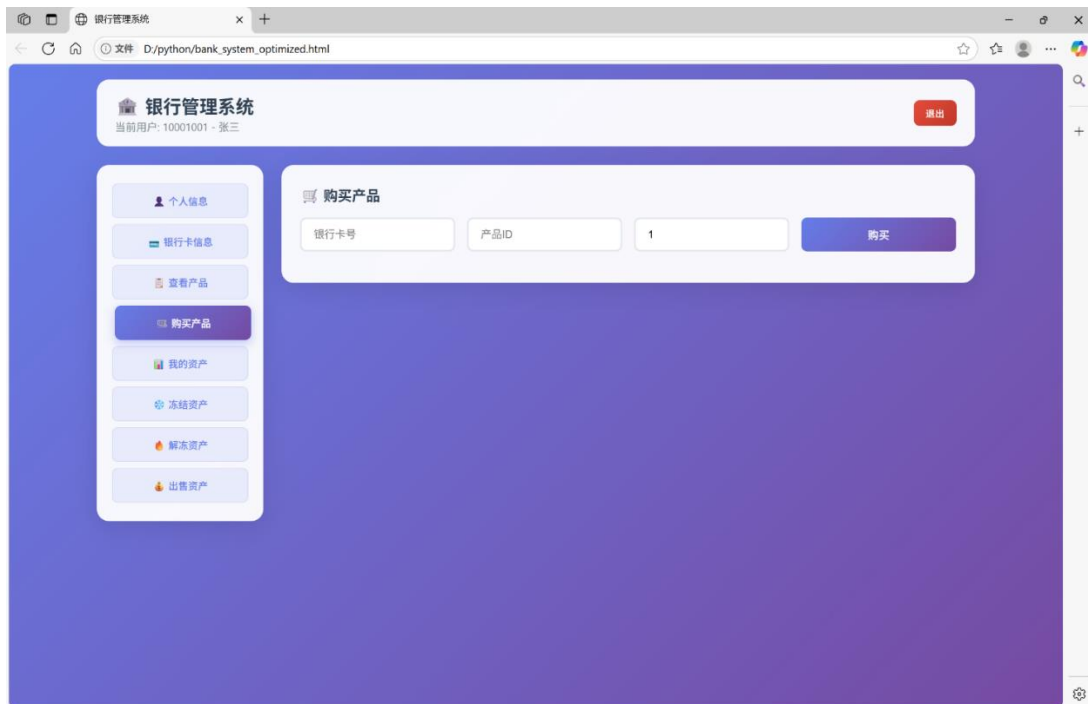 银行管理系统
文件 D:/python/bank_system_optimized.html
银行管理系统
当前用户: 10001001 - 张三
退出
个人信息
银行卡信息
查看产品
购买产品
我的资产
冻结资产
解冻资产
出售资产
购买产品
银行卡号 产品ID 1 购买